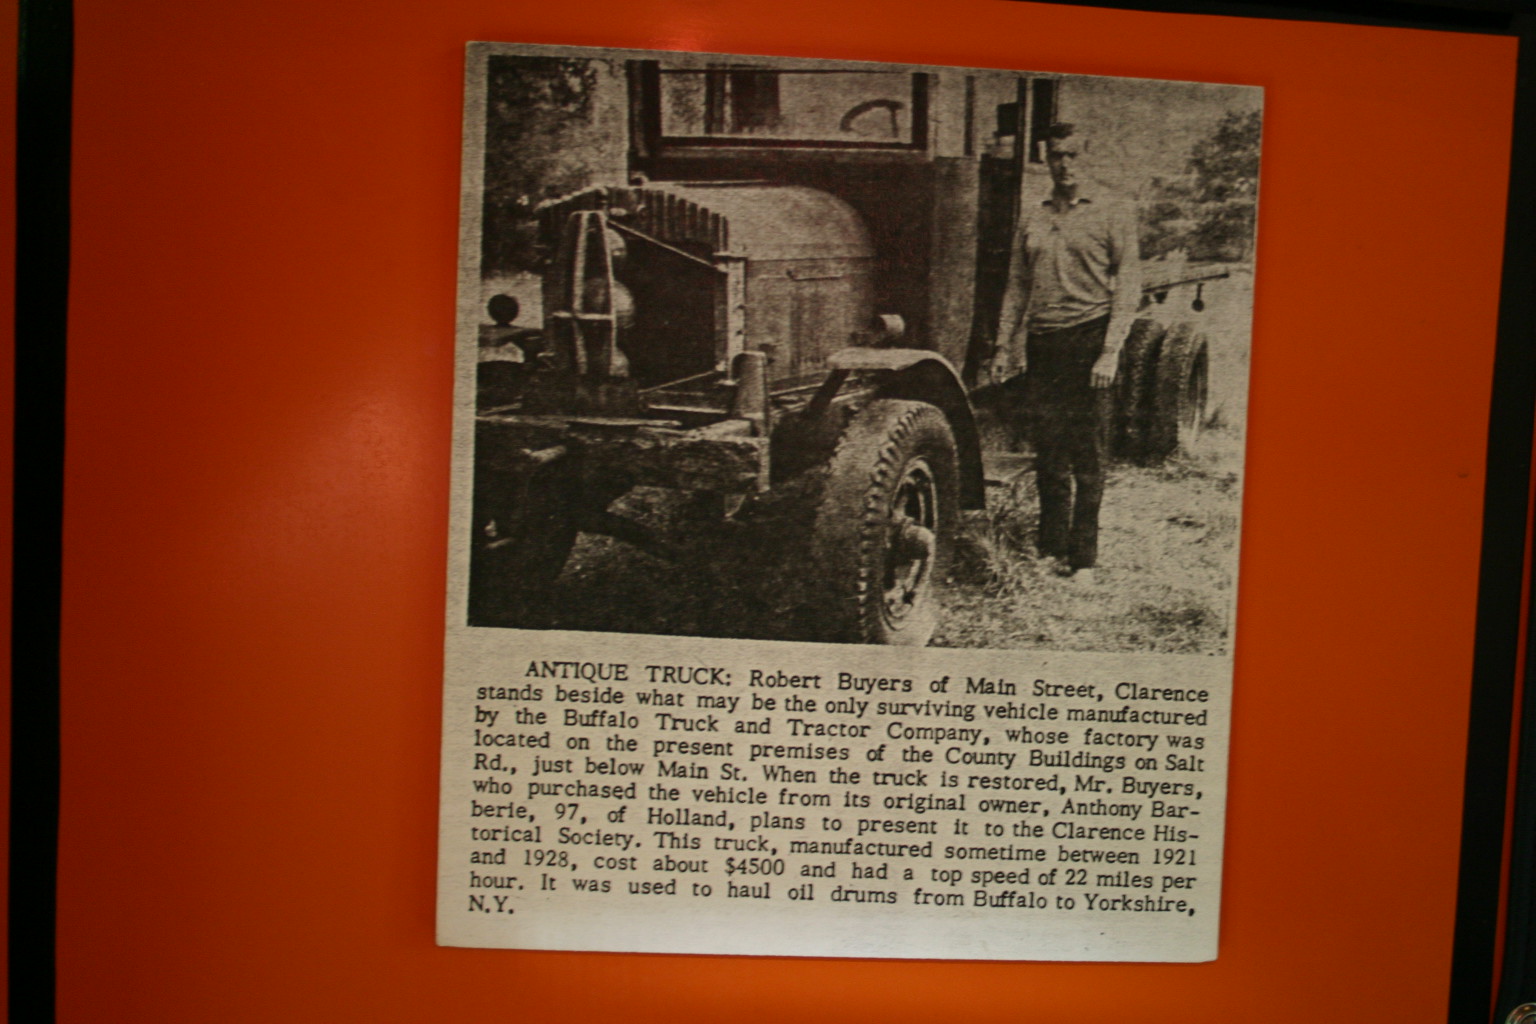 ANTIQUE TRUCK: Robert Buyers of Main Street, Clarence
stands beside what may be the only surviving vehicle manufactured
by the Buffalo Truck and Tractor Company, whose factory was
located on the present premises of the County Buildings on Salt
Rd., just below Main St. When the truck is restored, Mr. Buyers,
who purchased the vehicle from its original owner, Anthony Bar-
berie, 97, of Holland, plans to present it to the Clarence His-
torical Society. This truck, manufactured sometime between 1921
and 1928, cost about $4500 and had a top speed of 22 miles per
hour. It was used to haul oil drums from Buffalo to Yorkshire,
N.Y.